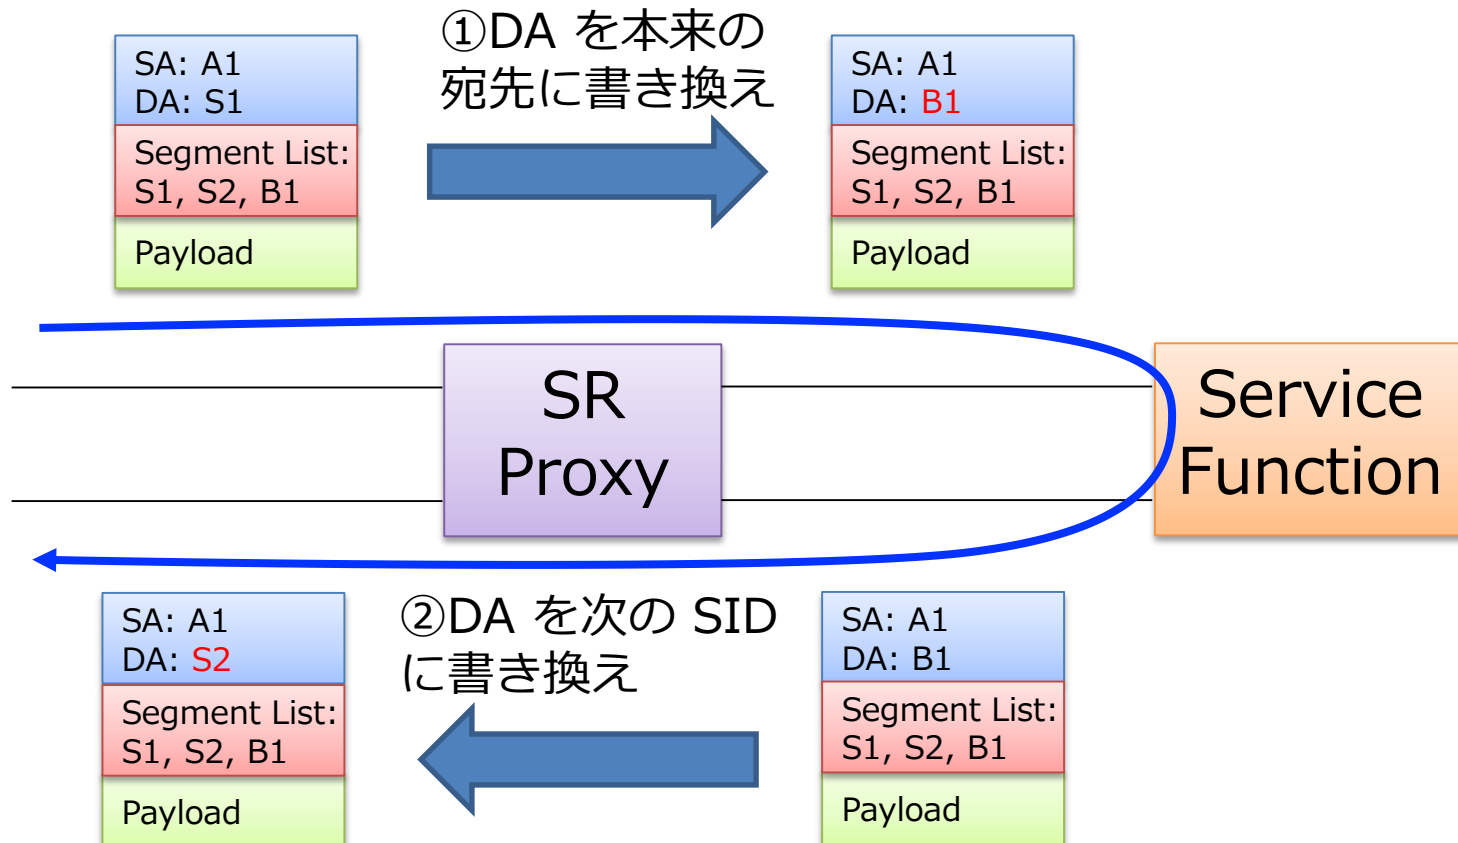 SA: A1
DA: S1
Segment List:
S1, S2, B1
Payload
①DA を本来の
宛先に書き換え
SA: A1
DA: B1
Segment List:
S1, S2, B1
Payload
SR
Proxy
Service
Function
SA: A1
DA: S2
Segment List:
S1, S2, B1
Payload
②DA を次の SID
に書き換え
SA: A1
DA: B1
Segment List:
S1, S2, B1
Payload